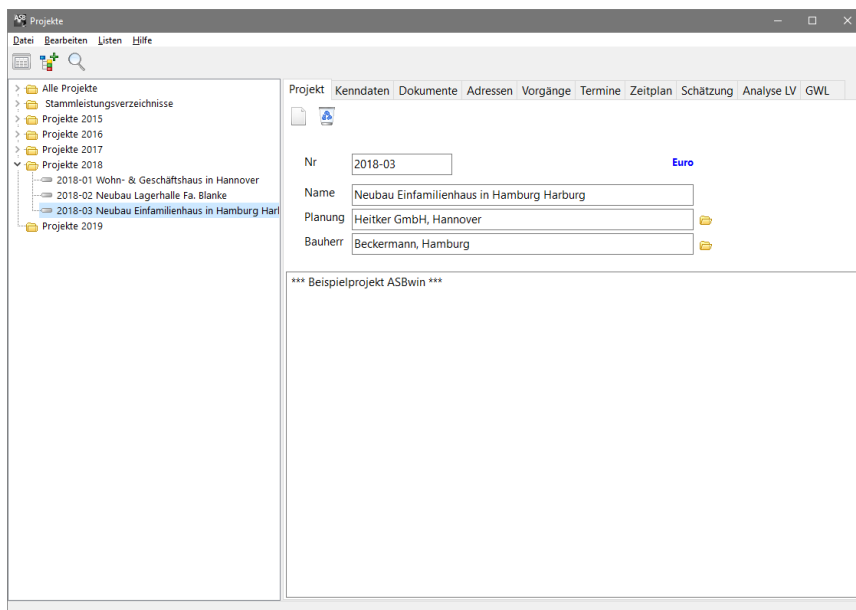 ASB Projekte
Datei Bearbeiten Listen Hilfe
Alle Projekte
Stammleistungsverzeichnisse
Projekte 2015
Projekte 2016
Projekte 2017
Projekte 2018
2018-01 Wohn- & Geschäftshaus in Hannover
2018-02 Neubau Lagerhalle Fa. Blanke
2018-03 Neubau Einfamilienhaus in Hamburg Harl
Projekte 2019
Projekt Kenndaten Dokumente Adressen Vorgänge Termine Zeitplan Schätzung Analyse LV GWL
Nr 2018-03 Euro
Name Neubau Einfamilienhaus in Hamburg Harburg
Planung Heitker GmbH, Hannover
Bauherr Beckermann, Hamburg
*** Beispielprojekt ASBwin ***